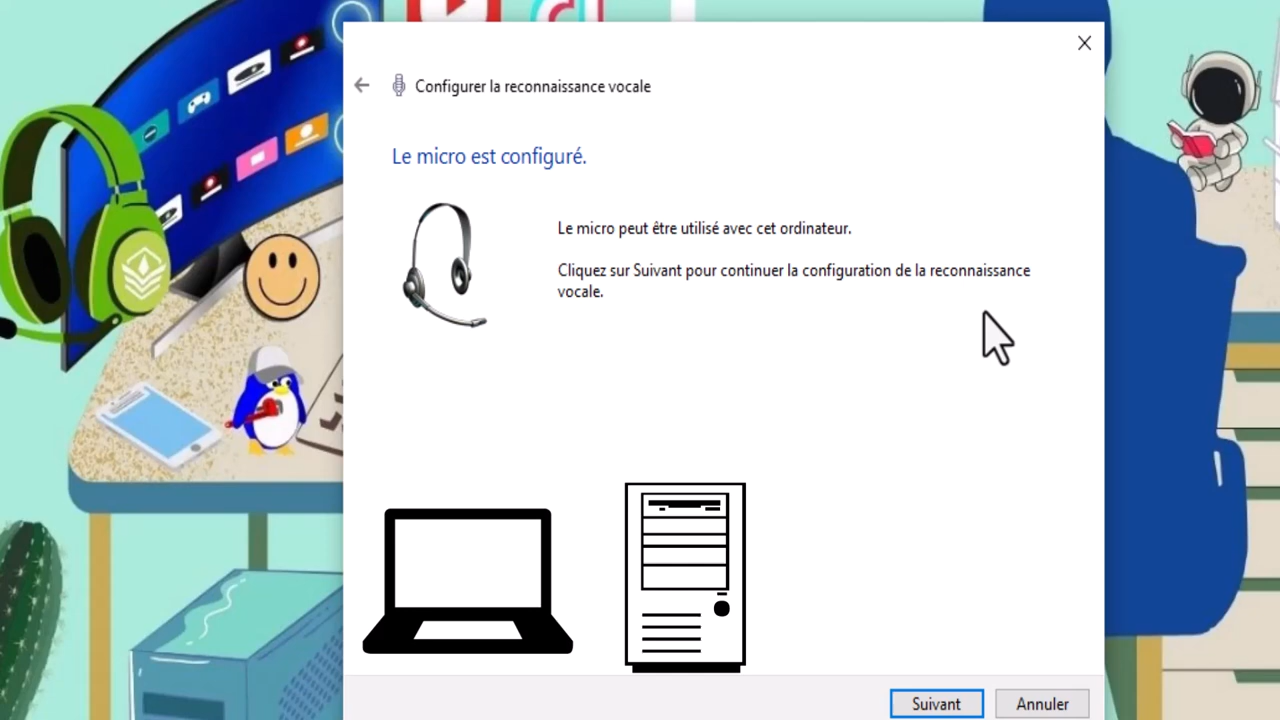 Configurer la reconnaissance vocale
Le micro est configuré.
Le micro peut être utilisé avec cet ordinateur.
Cliquez sur Suivant pour continuer la configuration de la reconnaissance
vocale.
Suivant
Annuler